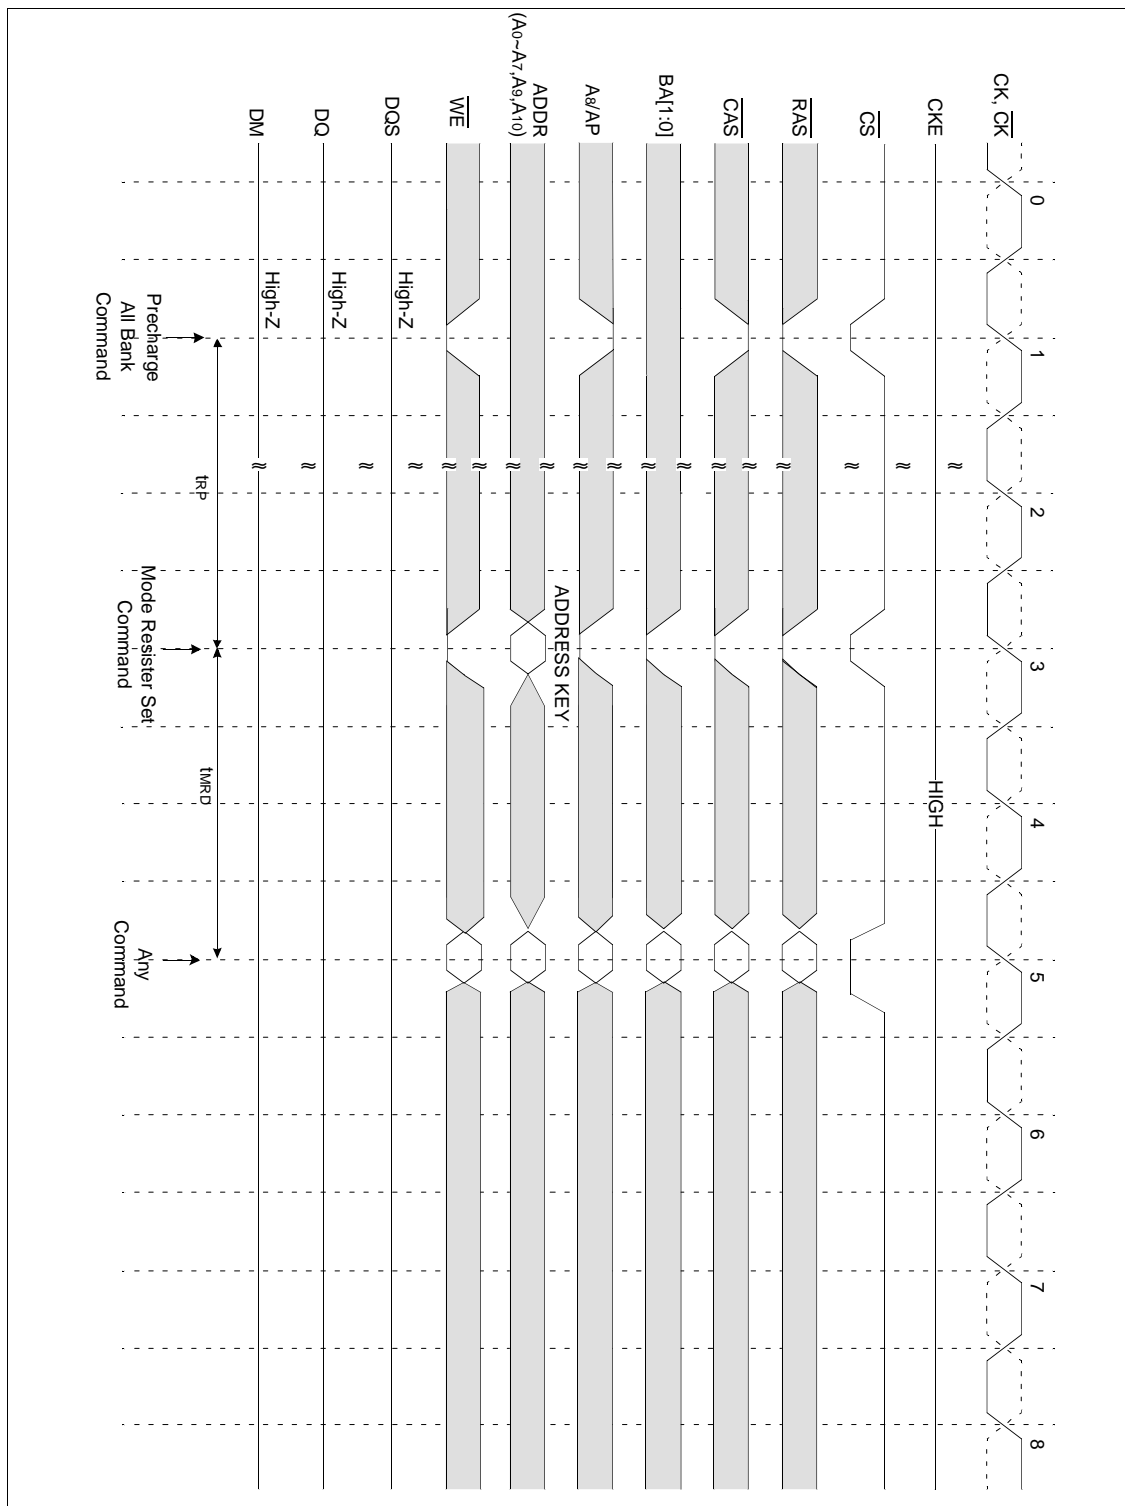 0
1
2
3
4
5
6
7
8
CK, CK
CKE
HIGH
CS
RAS
CAS
BA[1:0]
A8/AP
ADDRESS KEY
ADDR
(A0~A7,A9,A10)
WE
DQS
High-Z
DQ
High-Z
DM
High-Z
tRP
tMRD
Precharge
All Bank
Command
Mode Resister Set
Command
Any
Command